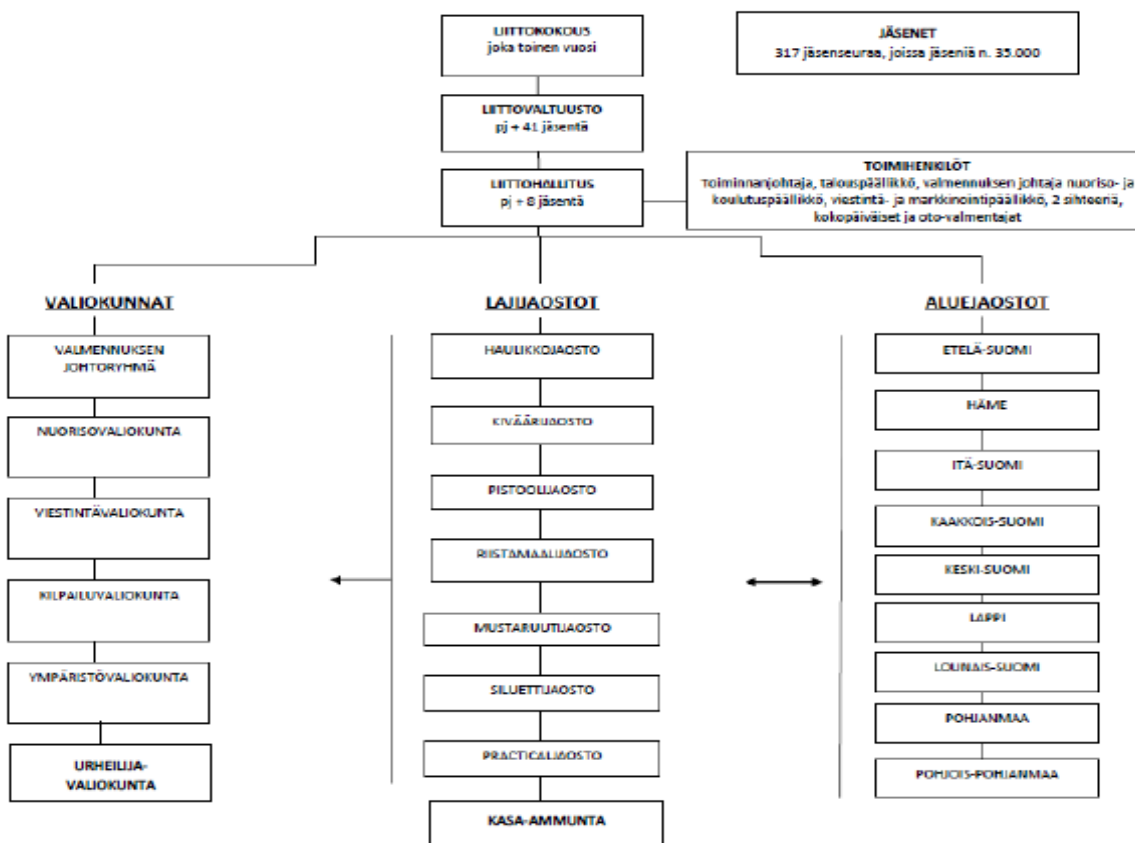 LIITTOKOKOUS
joka toinen vuosi
JÄSENET
317 jäsenseuraa, joissa jäseniä n. 35.000
LIITTOVALTUUSTO
pj + 41 jäsentä
LIITTOHALLITUS
pj + 8 jäsentä
TOIMIHENKILÖT
Toiminnanjohtaja, talouspäällikkö, valmennuksen johtaja nuoriso- ja
koulutuspäällikkö, viestintä- ja markkinointipäällikkö, 2 sihteeriä,
kokopäiväiset ja oto-valmentajat
VALIOKUNNAT
VALMENNUKSEN
JOHTORYHMÄ
NUORISOVALIOKUNTA
VIESTINTÄVALIOKUNTA
KILPAILUVALIOKUNTA
YMPÄRISTÖVALIOKUNTA
URHEILIJA-
VALIOKUNTA
LAJIJAOSTOT
HAULIKKOJAOSTO
KIVÄÄRIJAOSTO
PISTOOLIJAOSTO
RIISTAMAALIJAOSTO
MUSTARUUTIJAOSTO
SILUETTIJAOSTO
PRACTICALJAOSTO
KASA-AMMUNTA
ALUEJAOSTOT
ETELÄ-SUOMI
HÄME
ITÄ-SUOMI
KAAKKOIS-SUOMI
KESKI-SUOMI
LAPPI
LOUNAIS-SUOMI
POHJANMAA
POHJOIS-POHJANMAA